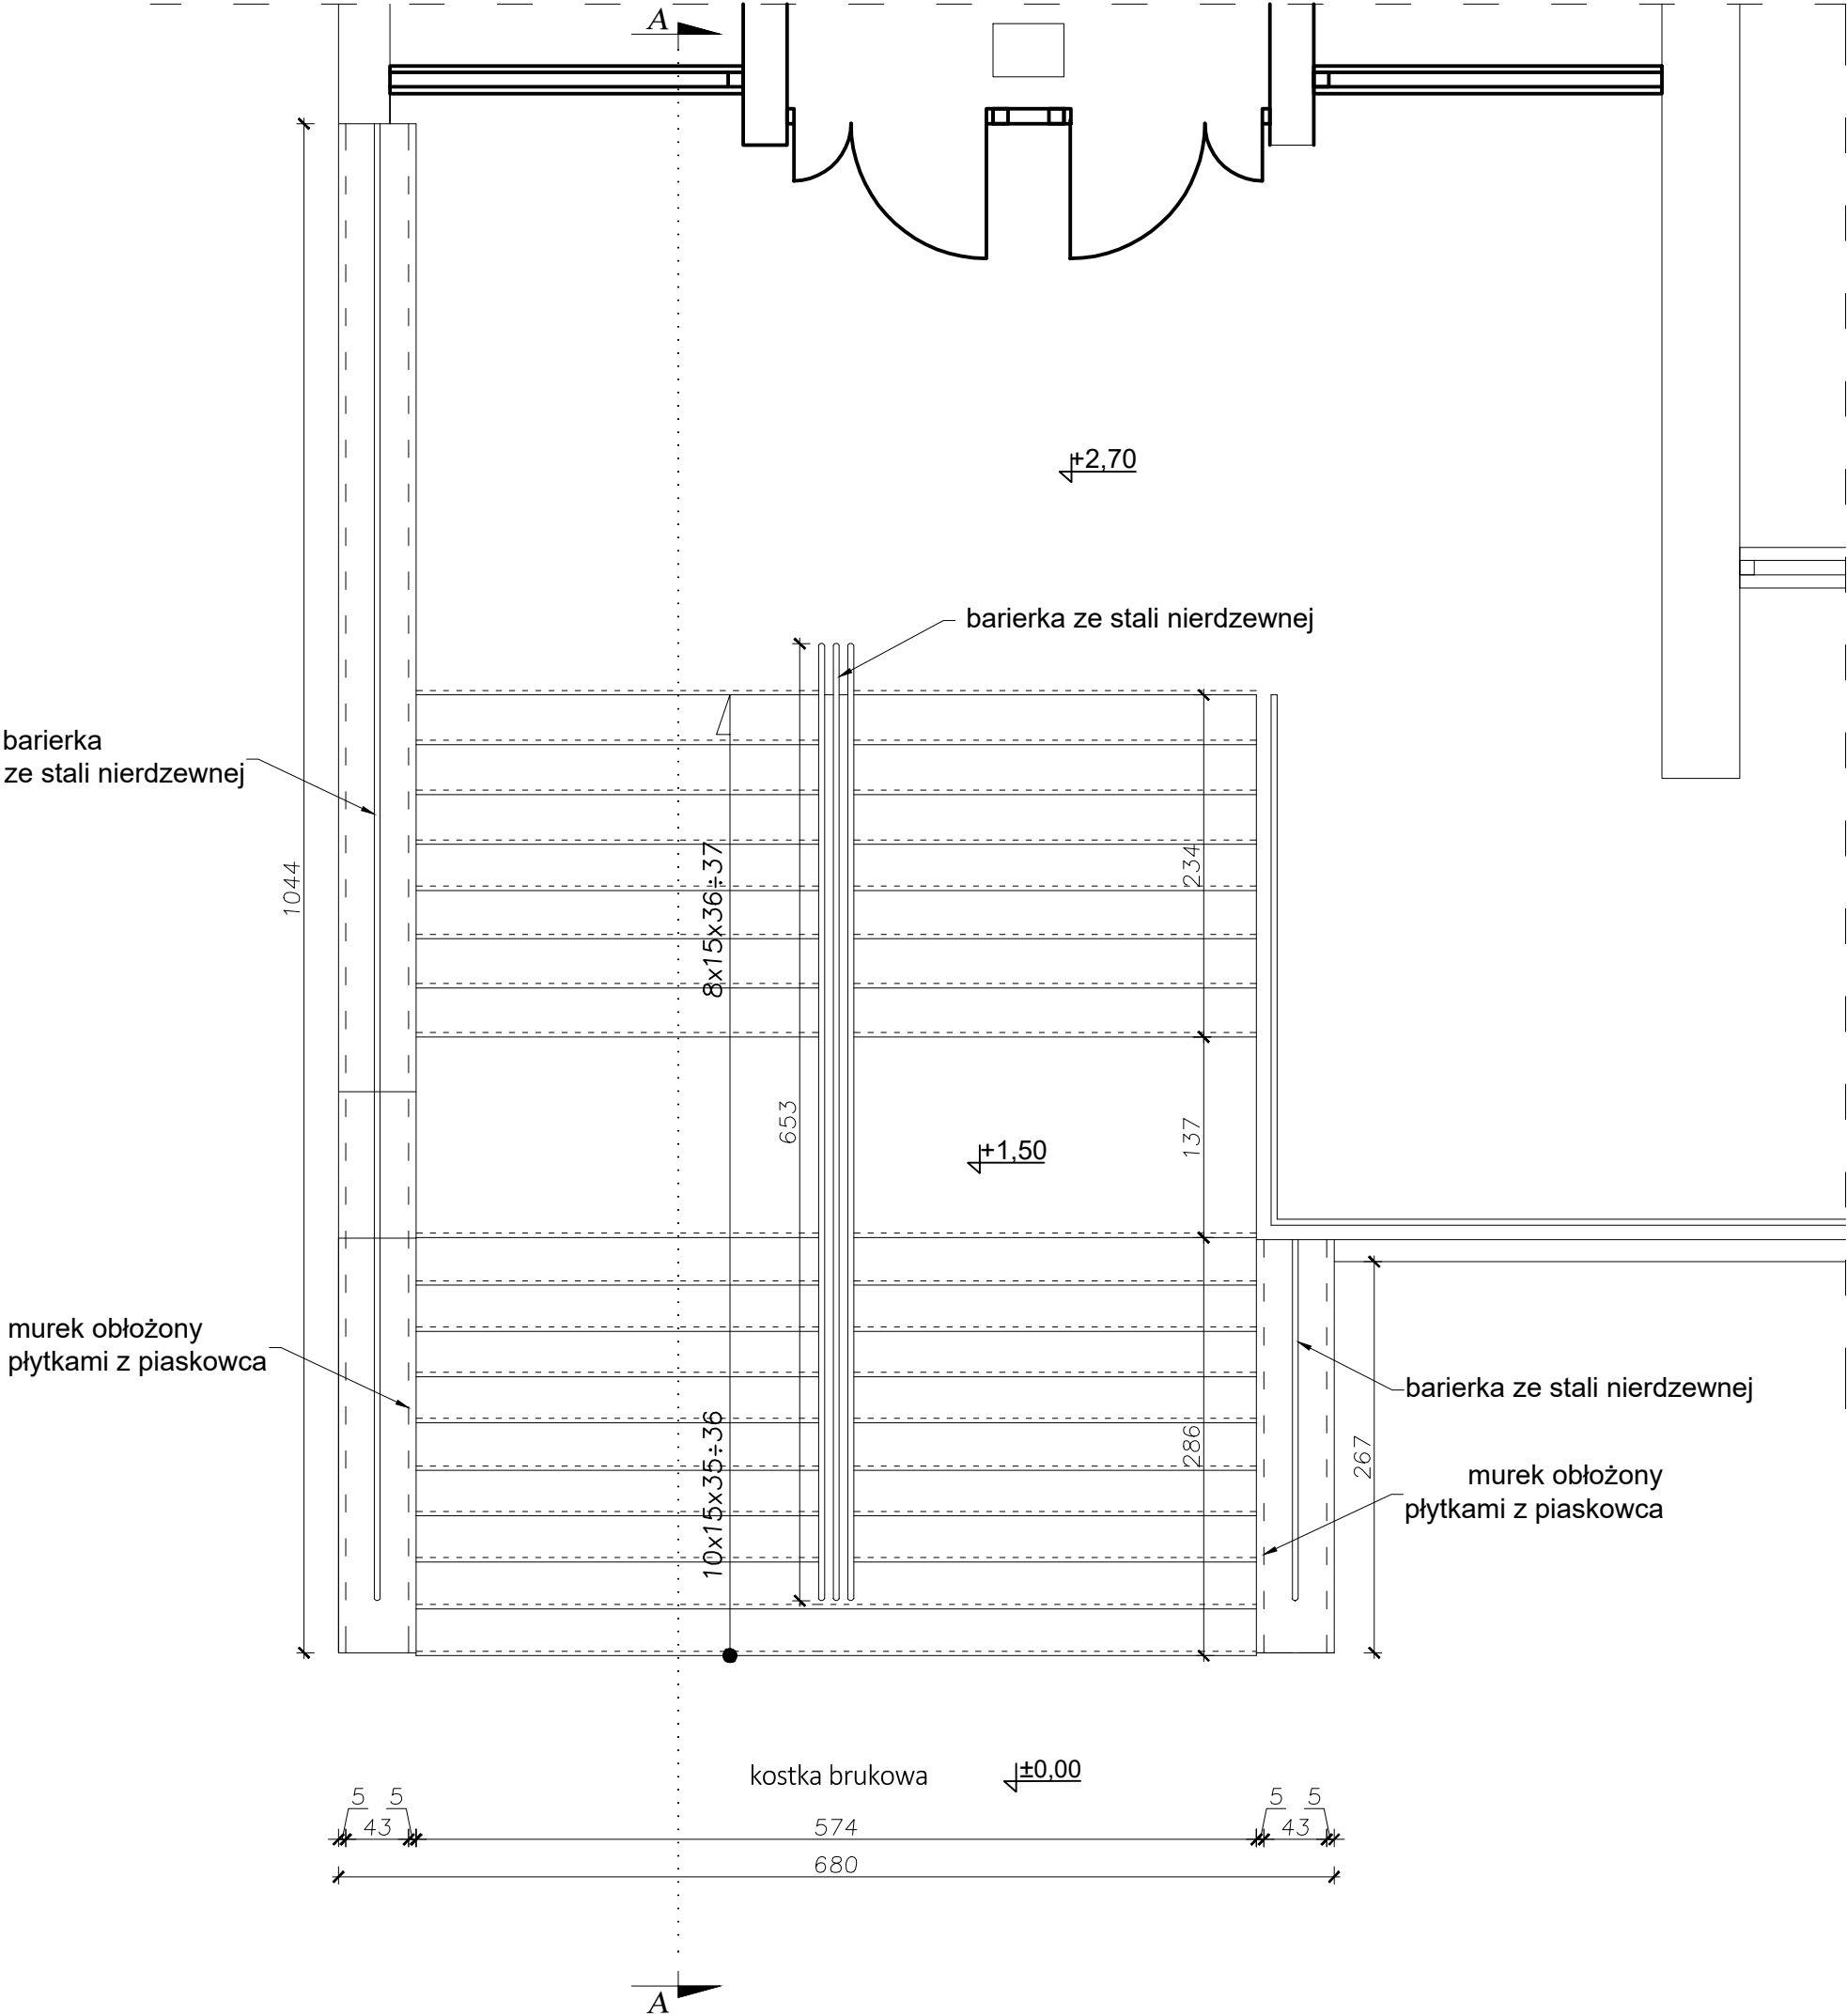 A
+2,70
barierka ze stali nierdzewnej
barierka
ze stali nierdzewnej
8x15x36÷37
234
1044
653
137
+1,50
murek obłożony
płytkami z piaskowca
barierka ze stali nierdzewnej
10x15x35÷36
286
267
murek obłożony
płytkami z piaskowca
kostka brukowa
±0,00
5 5
43
574
5 5
43
680
A